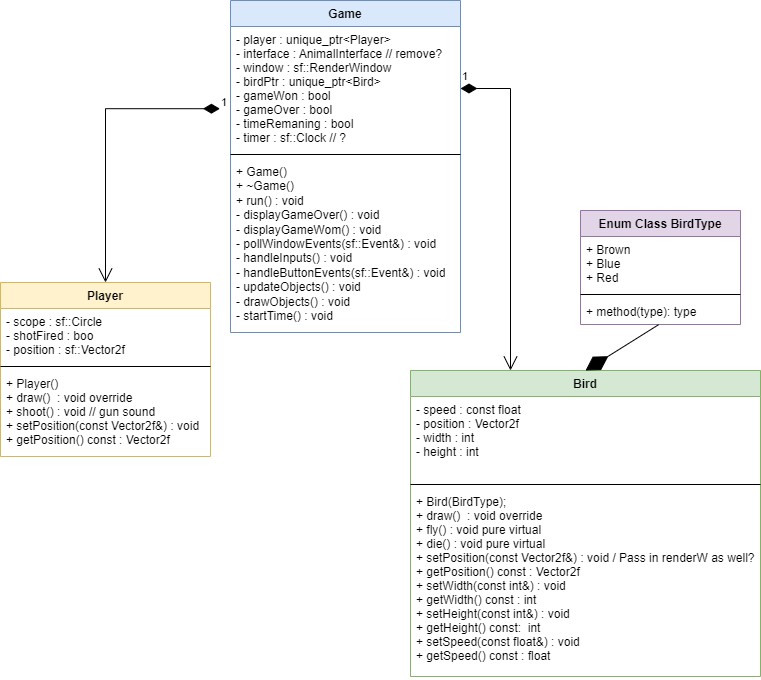 Game
- player : unique_ptr<Player>
- interface : AnimalInterface // remove?
- window : sf::RenderWindow
- birdPtr : unique_ptr<Bird>
- gameWon : bool
- gameOver : bool
- timeRemaning : bool
- timer : sf::Clock // ?
+ Game()
+ ~Game()
+ run() : void
- displayGameOver() : void
- displayGameWom() : void
- pollWindowEvents(sf::Event&) : void
- handleInputs() : void
- handleButtonEvents(sf::Event&) : void
- updateObjects() : void
- drawObjects() : void
- startTime() : void
1
1
Enum Class BirdType
+ Brown
+ Blue
+ Red
+ method(type): type
Player
- scope : sf::Circle
- shotFired : boo
- position : sf::Vector2f
+ Player()
+ draw()  : void override
+ shoot() : void // gun sound
+ setPosition(const Vector2f&) : void
+ getPosition() const : Vector2f
Bird
- speed : const float
- position : Vector2f
- width : int
- height : int
+ Bird(BirdType);
+ draw()  : void override
+ fly() : void pure virtual
+ die() : void pure virtual
+ setPosition(const Vector2f&) : void / Pass in renderW as well?
+ getPosition() const : Vector2f
+ setWidth(const int&) : void
+ getWidth() const : int
+ setHeight(const int&) : void
+ getHeight() const:  int
+ setSpeed(const float&) : void
+ getSpeed() const : float